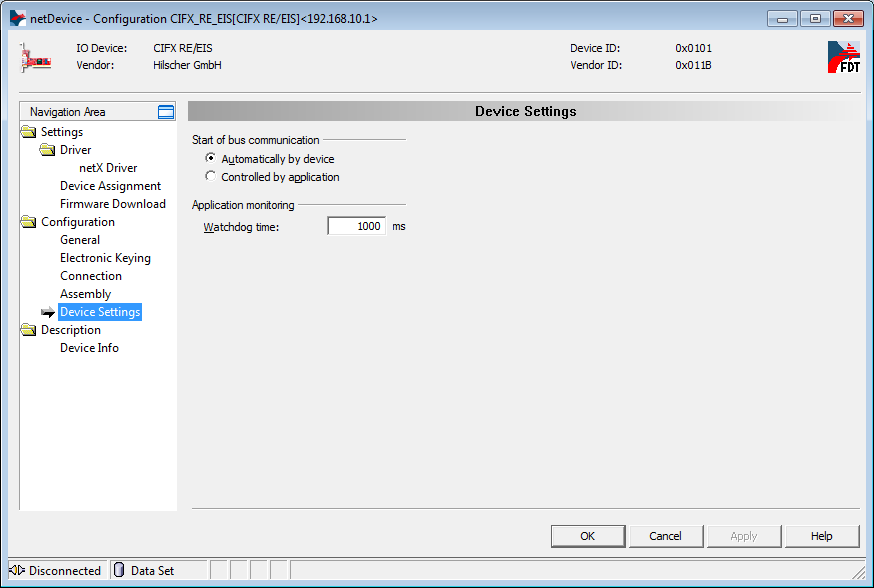 netDevice - Configuration CIFX_RE_EIS[CIFX RE/EIS]<192.168.10.1>
IO Device: CIFX RE/EIS Device ID: 0x0101
Vendor: Hilscher GmbH Vendor ID: 0x011B
FDT
Navigation Area
Settings
Driver
netX Driver
Device Assignment
Firmware Download
Configuration
General
Electronic Keying
Connection
Assembly
Device Settings
Description
Device Info
Device Settings
Start of bus communication
Automatically by device
Controlled by application
Application monitoring
Watchdog time: 1000 ms
OK Cancel Apply Help
Disconnected Data Set